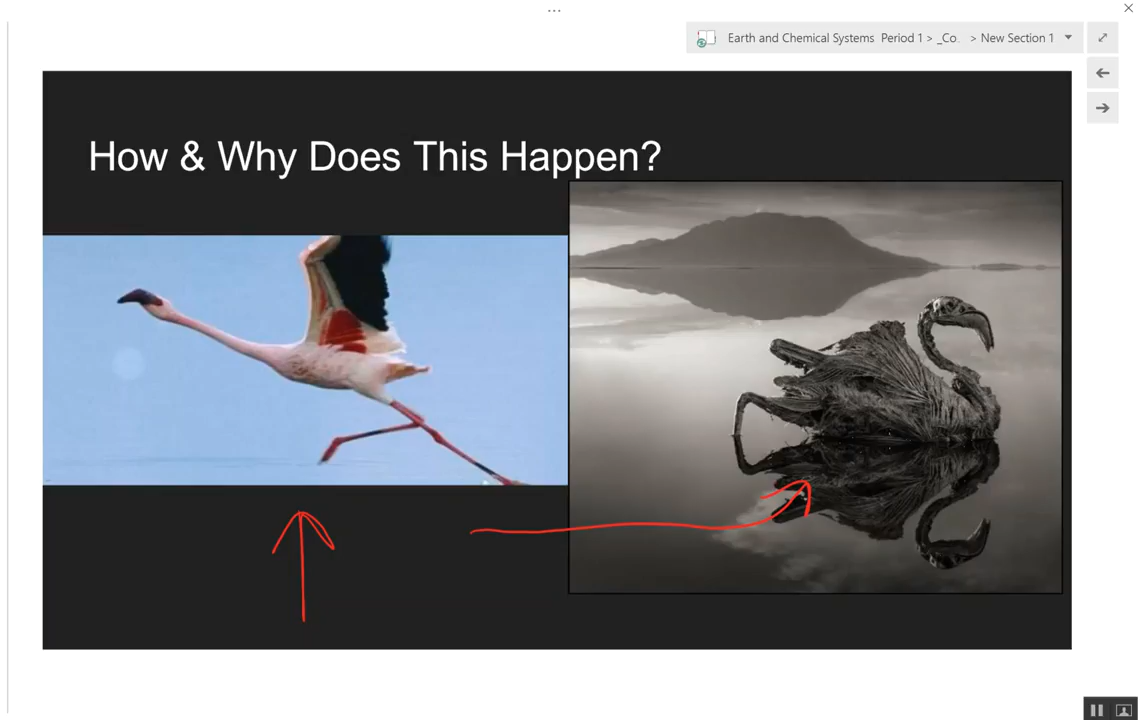 Earth and Chemical Systems Period 1 > _Co. > New Section 1
How & Why Does This Happen?